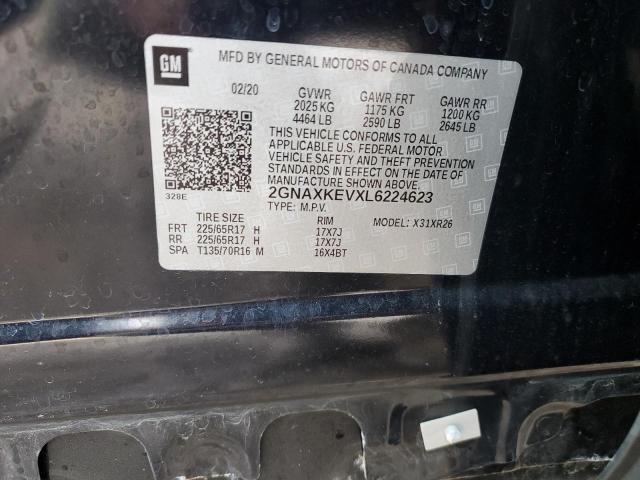 GM
MFD BY GENERAL MOTORS OF CANADA COMPANY
02/20 GVWR GAWR FRT GAWR RR
2025 KG 1175 KG 1200 KG
4464 LB 2590 LB 2645 LB
THIS VEHICLE CONFORMS TO ALL
APPLICABLE U.S. FEDERAL MOTOR
VEHICLE SAFETY AND THEFT PREVENTION
STANDARDS IN EFFECT ON THE DATE OF
MANUFACTURE SHOWN ABOVE.
328E 2GNAXKEVXL6224623
TYPE: M.P.V. MODEL: X31XR26
TIRE SIZE RIM
FRT 225/65R17 H 17X7J
RR 225/65R17 H 17X7J
SPA T135/70R16 M 16X4BT